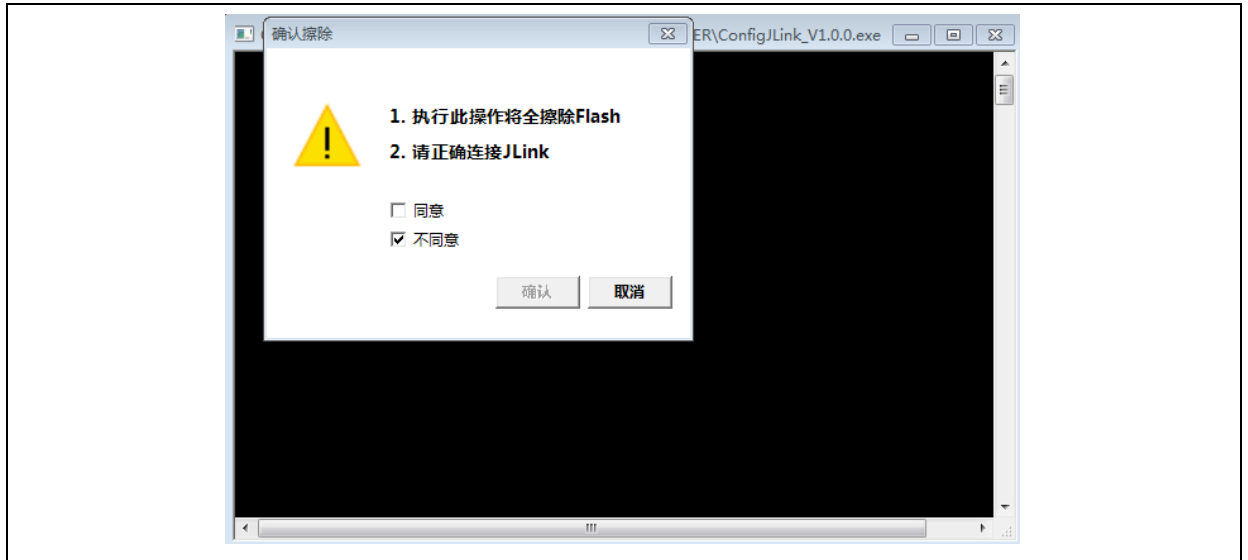 确认擦除
ER\ConfigJLink_V1.0.0.exe
1. 执行此操作将全擦除Flash
2. 请正确连接JLink
同意
不同意
确认
取消